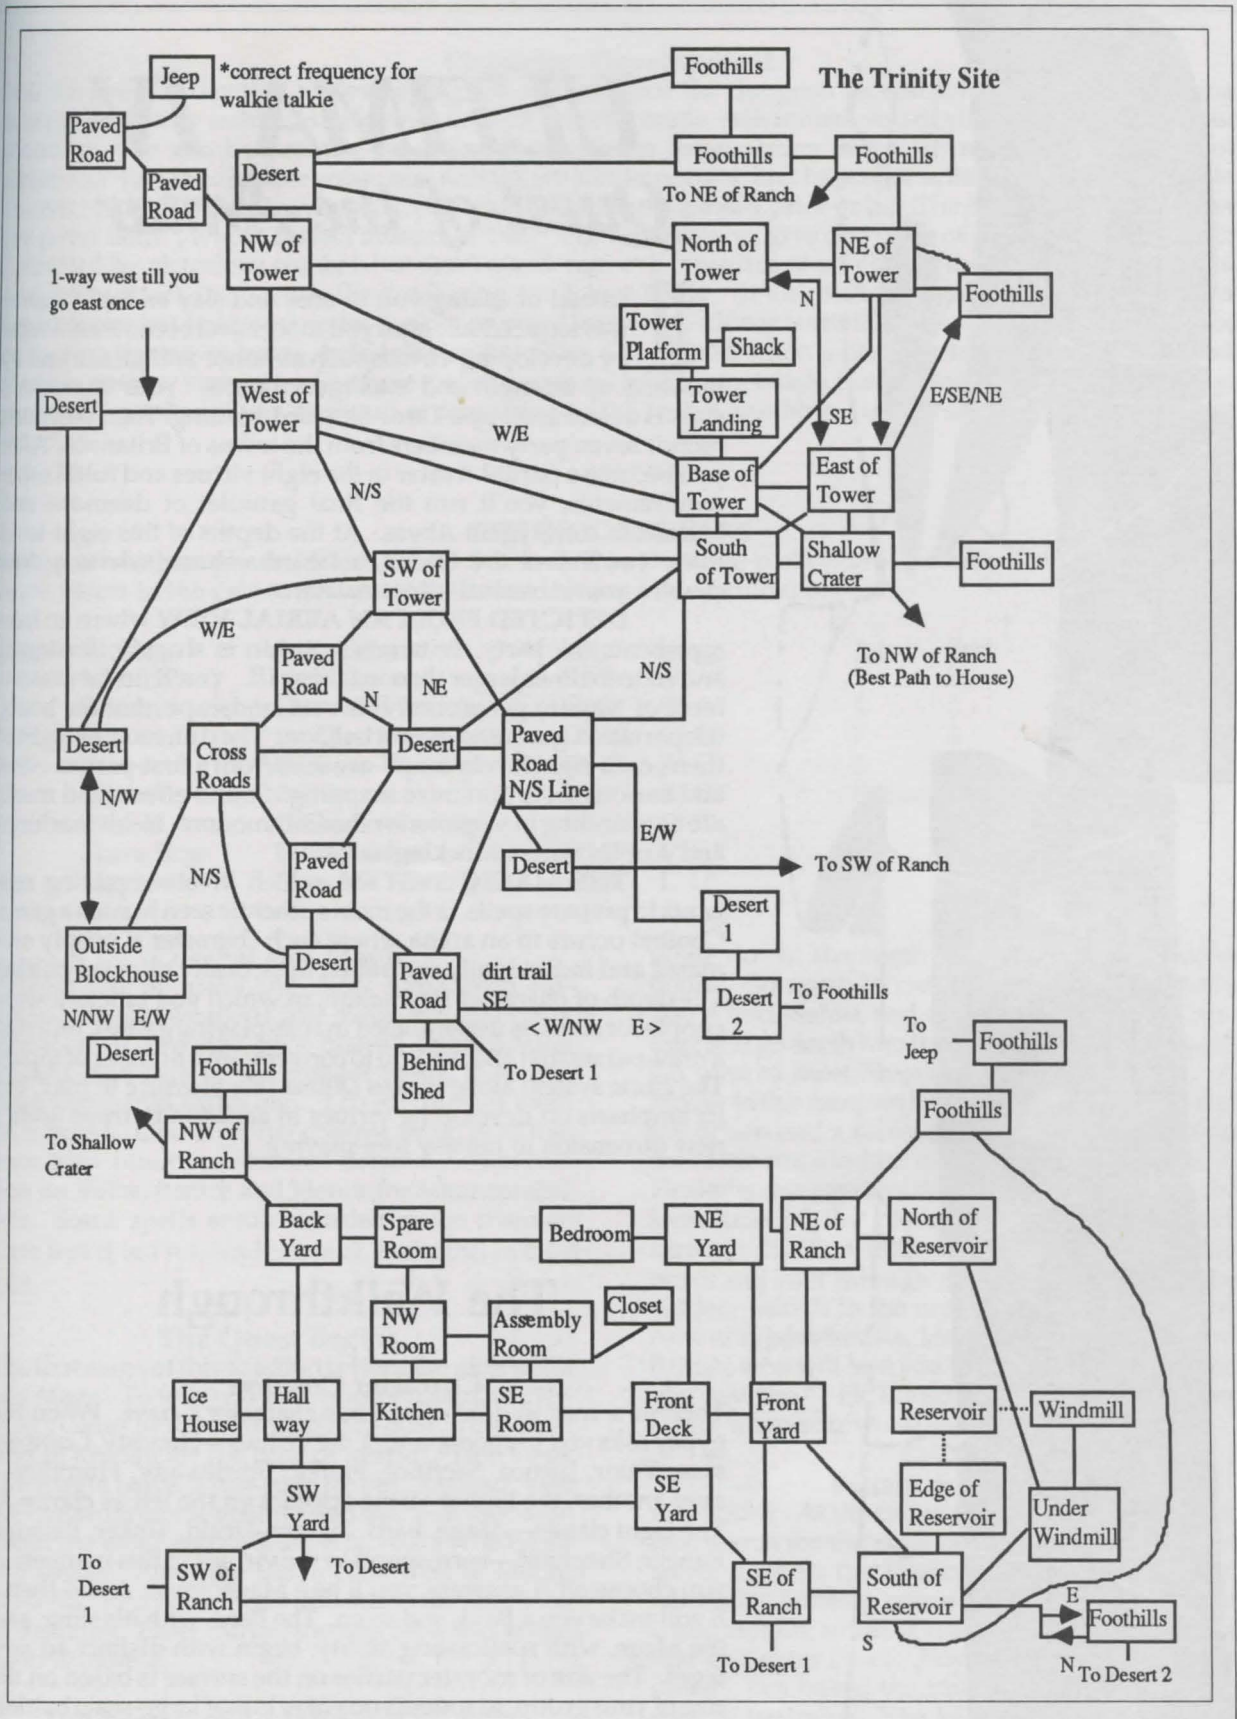 Jeep
*correct frequency for
walkie talkie
Foothills
The Trinity Site
Paved
Road
Desert
Foothills
Foothills
Paved
Road
To NE of Ranch
NW of
Tower
North of
Tower
NE of
Tower
1-way west till you
go east once
Foothills
N
Tower
Platform
Shack
Desert
West of
Tower
Tower
Landing
E/SE/NE
SE
W/E
Base of
Tower
East of
Tower
N/S
SW of
Tower
South
of Tower
Shallow
Crater
Foothills
W/E
Paved
Road
N
NE
N/S
To NW of Ranch
(Best Path to House)
Desert
Cross
Roads
Desert
Paved
Road
N/S Line
N/W
E/W
Paved
Road
Desert
To SW of Ranch
N/S
Desert
1
Outside
Blockhouse
Desert
Paved
Road
dirt trail
SE
Desert
2
To Foothills
N/NW
E/W
< W/NW
E >
To
Jeep
Foothills
Desert
Foothills
Behind
Shed
To Desert 1
Foothills
To Shallow
Crater
NW of
Ranch
Back
Yard
Spare
Room
Bedroom
NE
Yard
NE of
Ranch
North of
Reservoir
NW
Room
Assembly
Room
Closet
Ice
House
Hall
way
Kitchen
SE
Room
Front
Deck
Front
Yard
Reservoir
Windmill
SW
Yard
SE
Yard
Edge of
Reservoir
Under
Windmill
To
Desert
1
SW of
Ranch
To Desert
SE of
Ranch
South of
Reservoir
E
Foothills
S
N
To Desert 1
To Desert 2